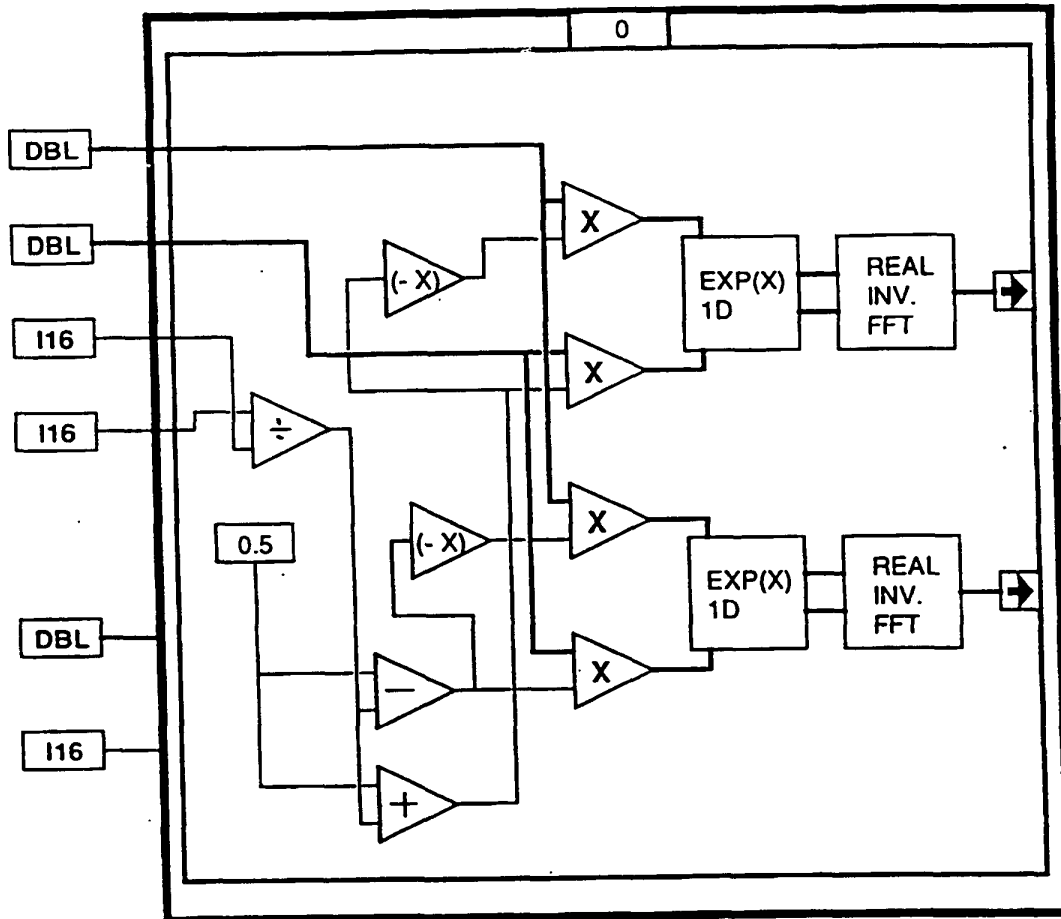 0
DBL
DBL
I16
I16
DBL
I16
0.5
(- X)
(- X)
X
X
X
X
÷
−
+
EXP(X)
1D
REAL
INV.
FFT
EXP(X)
1D
REAL
INV.
FFT